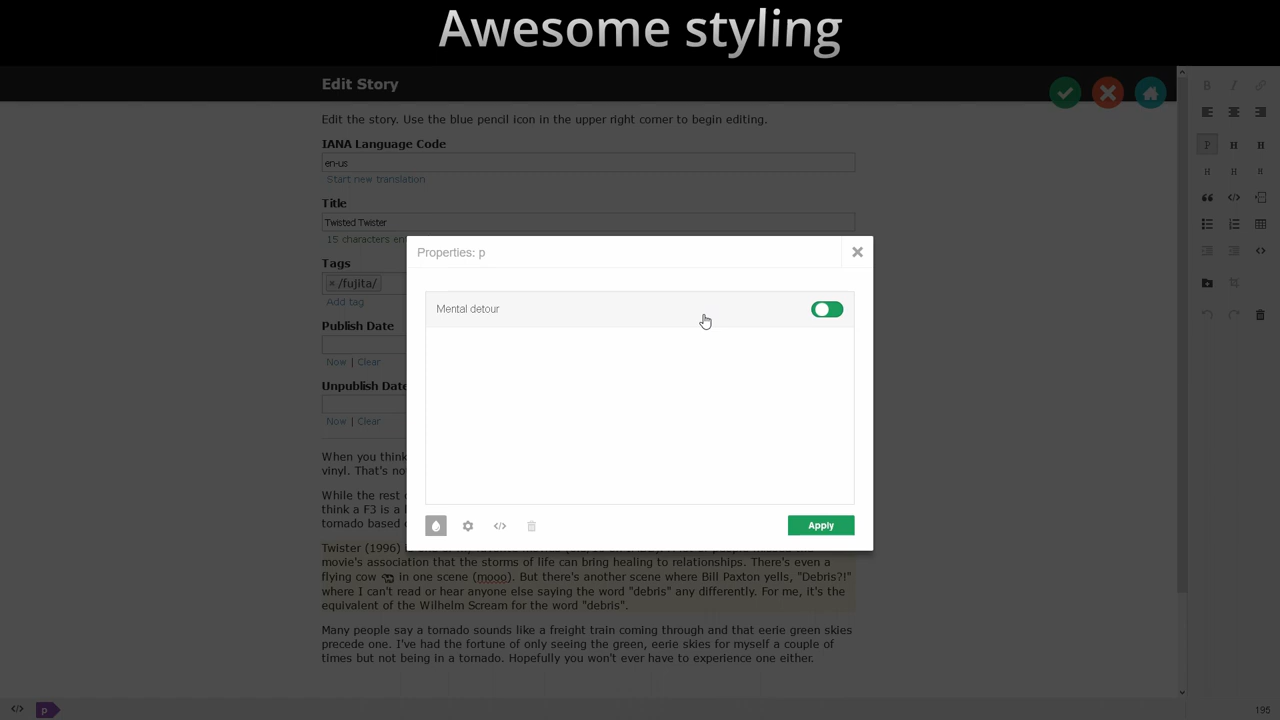 Awesome styling
Edit Story
Edit the story. Use the blue pencil icon in the upper right corner to begin editing.
IANA Language Code
en-us
Start new translation
Title
Twisted Twister
15 characters en
Tags
× /fujita/
Add tag
Publish Date
Now | Clear
Unpublish Date
Now | Clear
Properties: p
Mental detour
Apply
When you think
vinyl. That's no
While the rest
think a F3 is a
tornado based
Twister (1996)
movie's association that the storms of life can bring healing to relationships. There's even a
flying cow in one scene (mooo). But there's another scene where Bill Paxton yells, "Debris?!"
where I can't read or hear anyone else saying the word "debris" any differently. For me, it's the
equivalent of the Wilhelm Scream for the word "debris".
Many people say a tornado sounds like a freight train coming through and that eerie green skies
precede one. I've had the fortune of only seeing the green, eerie skies for myself a couple of
times but not being in a tornado. Hopefully you won't ever have to experience one either.
B I
P H H
H H H
</> p
195